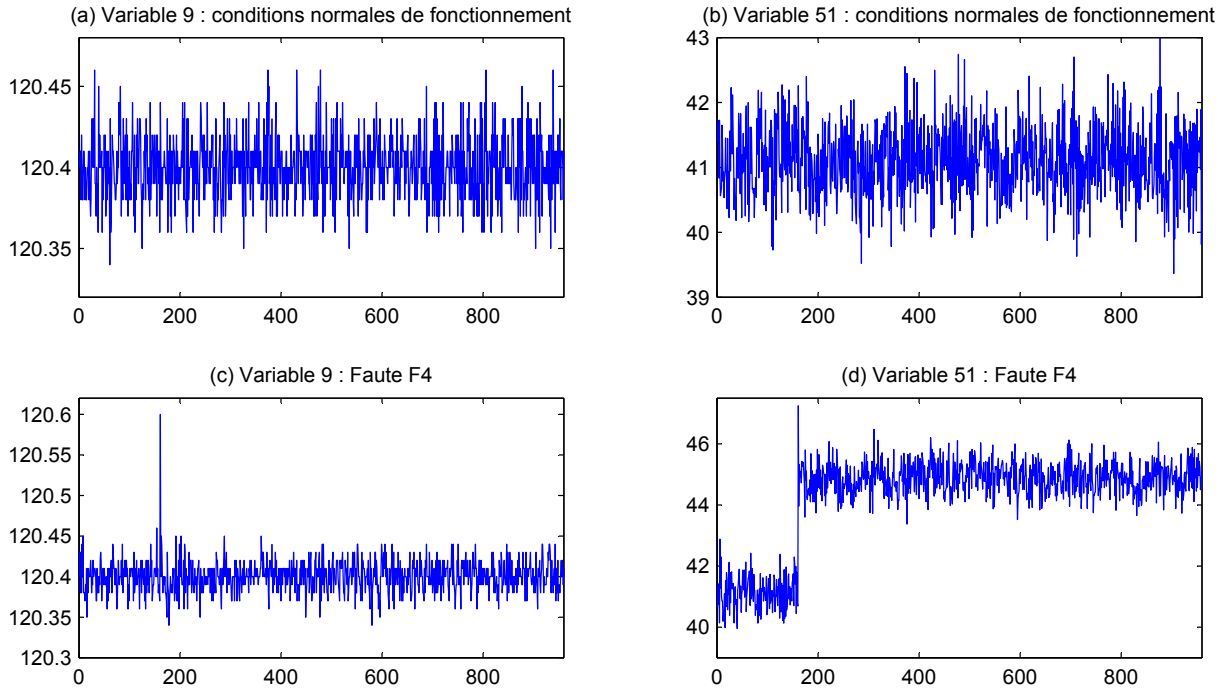 (a) Variable 9 : conditions normales de fonctionnement
120.45
120.4
120.35
0 200 400 600 800
(b) Variable 51 : conditions normales de fonctionnement
43
42
41
40
39
0 200 400 600 800
(c) Variable 9 : Faute F4
120.6
120.55
120.5
120.45
120.4
120.35
120.3
0 200 400 600 800
(d) Variable 51 : Faute F4
46
44
42
40
0 200 400 600 800